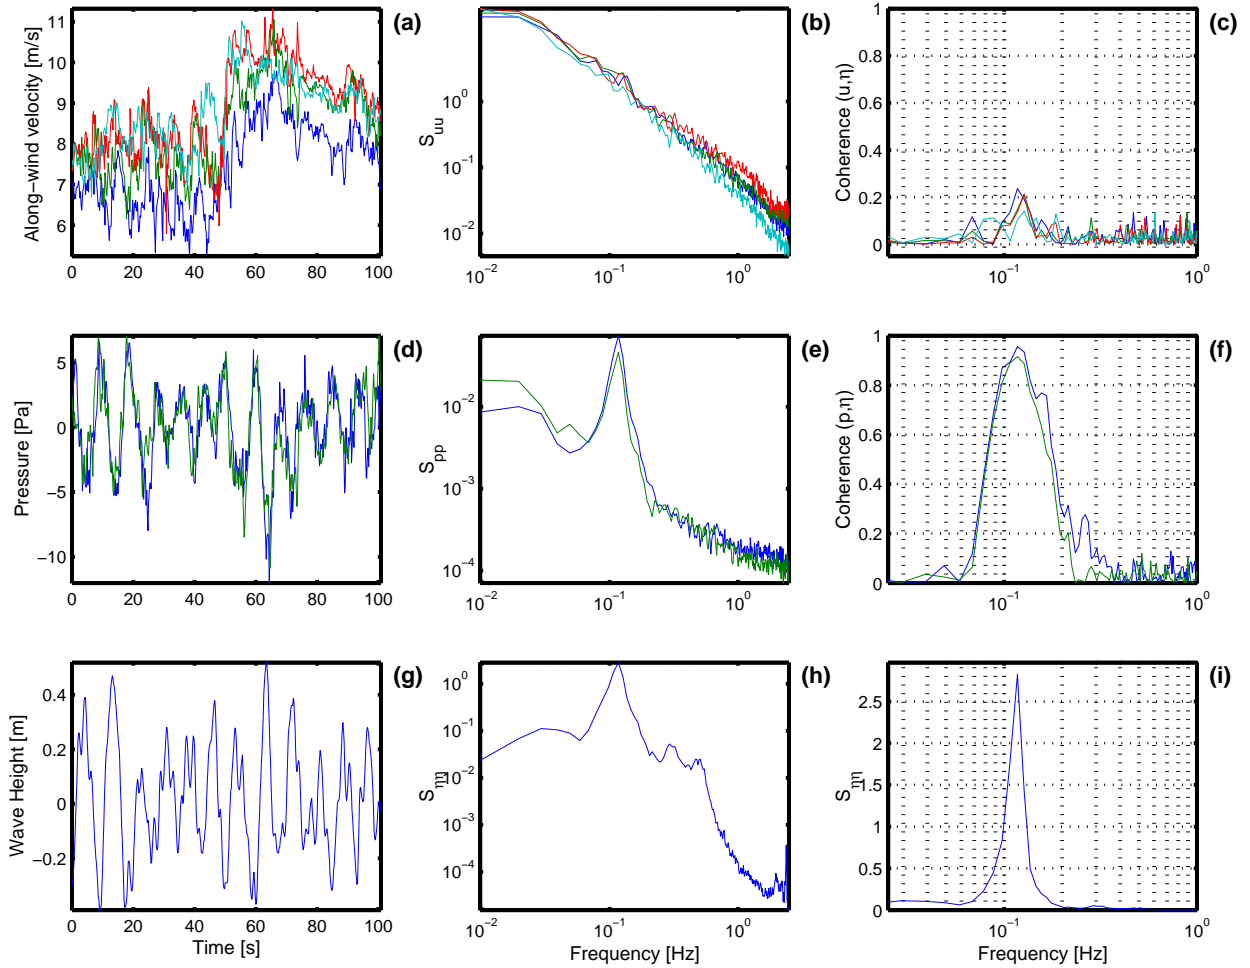 (a)
Along−wind velocity [m/s]
11
10
9
8
7
6
0 20 40 60 80 100
(b)
S_uu
10^0
10^−1
10^−2
10^−2 10^−1 10^0
(c)
Coherence (u,η)
1
0.8
0.6
0.4
0.2
0
10^−1 10^0
(d)
Pressure [Pa]
5
0
−5
−10
0 20 40 60 80 100
(e)
S_pp
10^−2
10^−3
10^−4
10^−2 10^−1 10^0
(f)
Coherence (p,η)
1
0.8
0.6
0.4
0.2
0
10^−1 10^0
(g)
Wave Height [m]
0.4
0.2
0
−0.2
0 20 40 60 80 100
Time [s]
(h)
S_ηη
10^0
10^−1
10^−2
10^−3
10^−4
10^−2 10^−1 10^0
Frequency [Hz]
(i)
S_ηη
2.5
2
1.5
1
0.5
0
10^−1 10^0
Frequency [Hz]